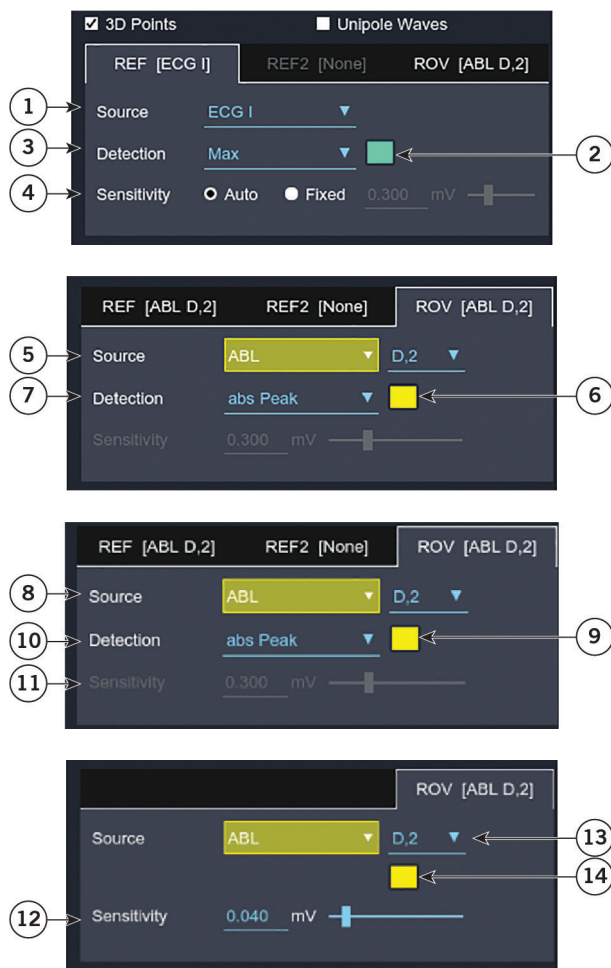 3D Points Unipole Waves
REF [ECG I] REF2 [None] ROV [ABL D,2]
1 Source ECG I
3 Detection Max 2
4 Sensitivity Auto Fixed 0.300 mV
REF [ABL D,2] REF2 [None] ROV [ABL D,2]
5 Source ABL D,2
7 Detection abs Peak 6
Sensitivity 0.300 mV
REF [ABL D,2] REF2 [None] ROV [ABL D,2]
8 Source ABL D,2
10 Detection abs Peak 9
11 Sensitivity 0.300 mV
ROV [ABL D,2]
Source ABL D,2 13
14
12 Sensitivity 0.040 mV